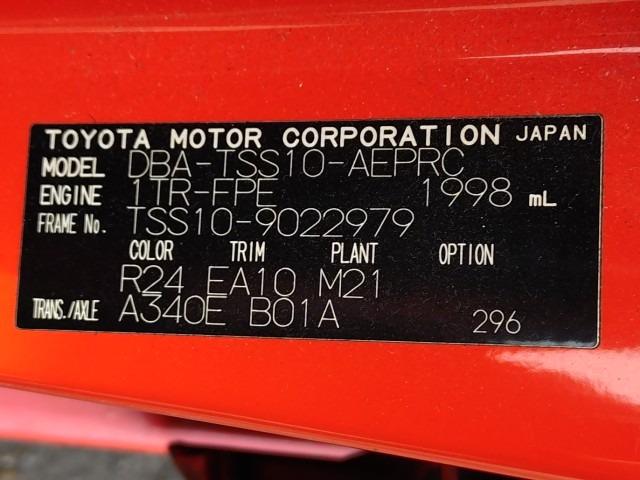 TOYOTA MOTOR CORPORATION JAPAN
MODEL DBA-TSS10-AEPRC
ENGINE 1TR-FPE 1998 mL
FRAME No. TSS10-9022979
COLOR TRIM PLANT OPTION
R24 EA10 M21
TRANS./AXLE A340E B01A 296